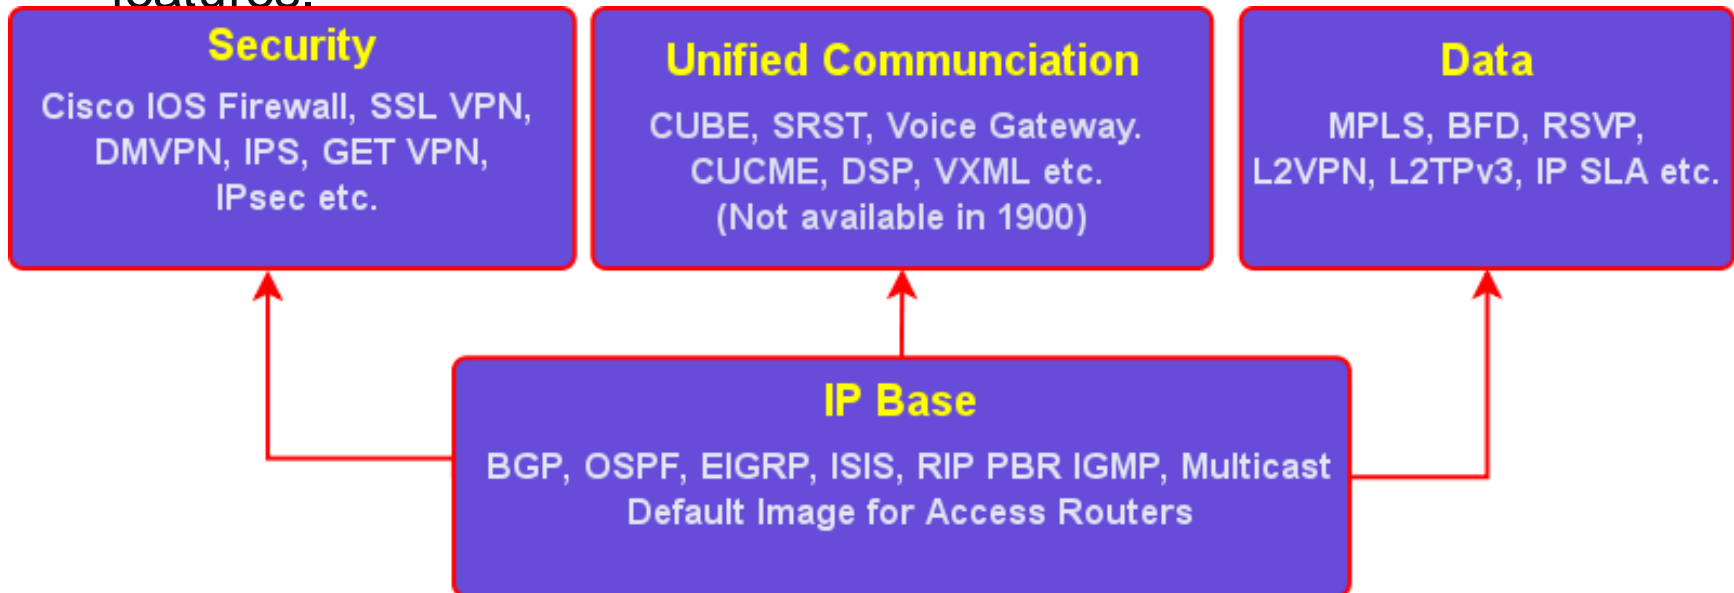 features.
Security
Cisco IOS Firewall, SSL VPN,
DMVPN, IPS, GET VPN,
IPsec etc.
Unified Communciation
CUBE, SRST, Voice Gateway.
CUCME, DSP, VXML etc.
(Not available in 1900)
Data
MPLS, BFD, RSVP,
L2VPN, L2TPv3, IP SLA etc.
IP Base
BGP, OSPF, EIGRP, ISIS, RIP PBR IGMP, Multicast
Default Image for Access Routers